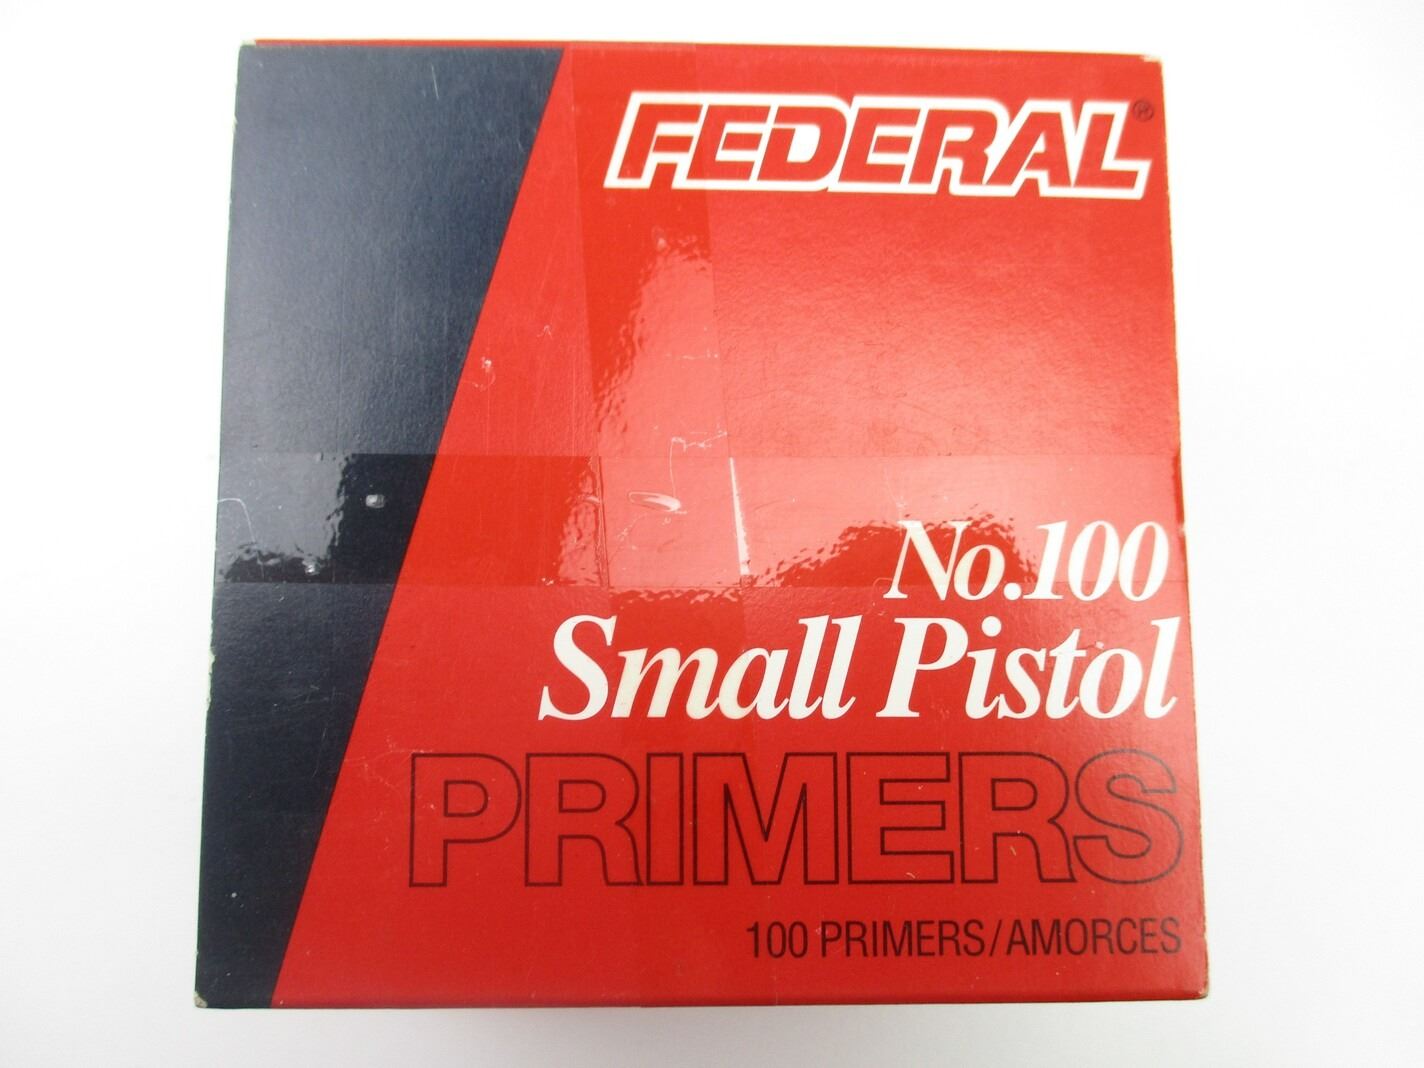 FEDERAL®
No.100
Small Pistol
PRIMERS
100 PRIMERS/AMORCES